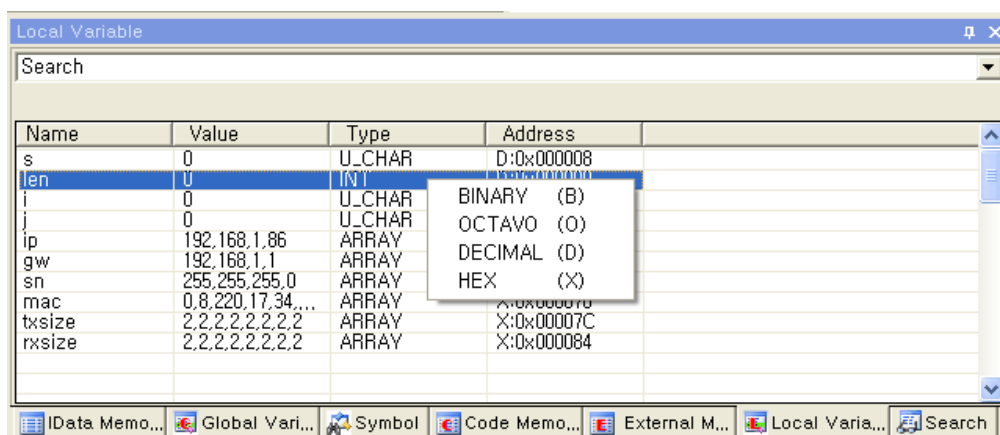 Local Variable
Search
Name Value Type Address
s 0 U_CHAR D:0x000008
len 0 INT
i 0 U_CHAR
j 0 U_CHAR
ip 192,168,1,86 ARRAY
gw 192,168,1,1 ARRAY
sn 255,255,255,0 ARRAY
mac 0,8,220,17,34,... ARRAY
txsize 2,2,2,2,2,2,2,2 ARRAY X:0x00007C
rxsize 2,2,2,2,2,2,2,2 ARRAY X:0x000084
BINARY (B)
OCTAVO (O)
DECIMAL (D)
HEX (X)
IData Memo... Global Vari... Symbol Code Memo... External M... Local Varia... Search